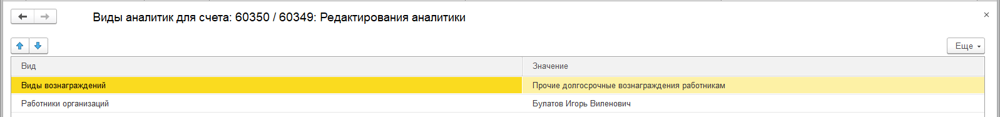 Виды аналитик для счета: 60350 / 60349: Редактирования аналитики
Еще
Вид Значение
Виды вознаграждений Прочие долгосрочные вознаграждения работникам
Работники организаций Булатов Игорь Виленович